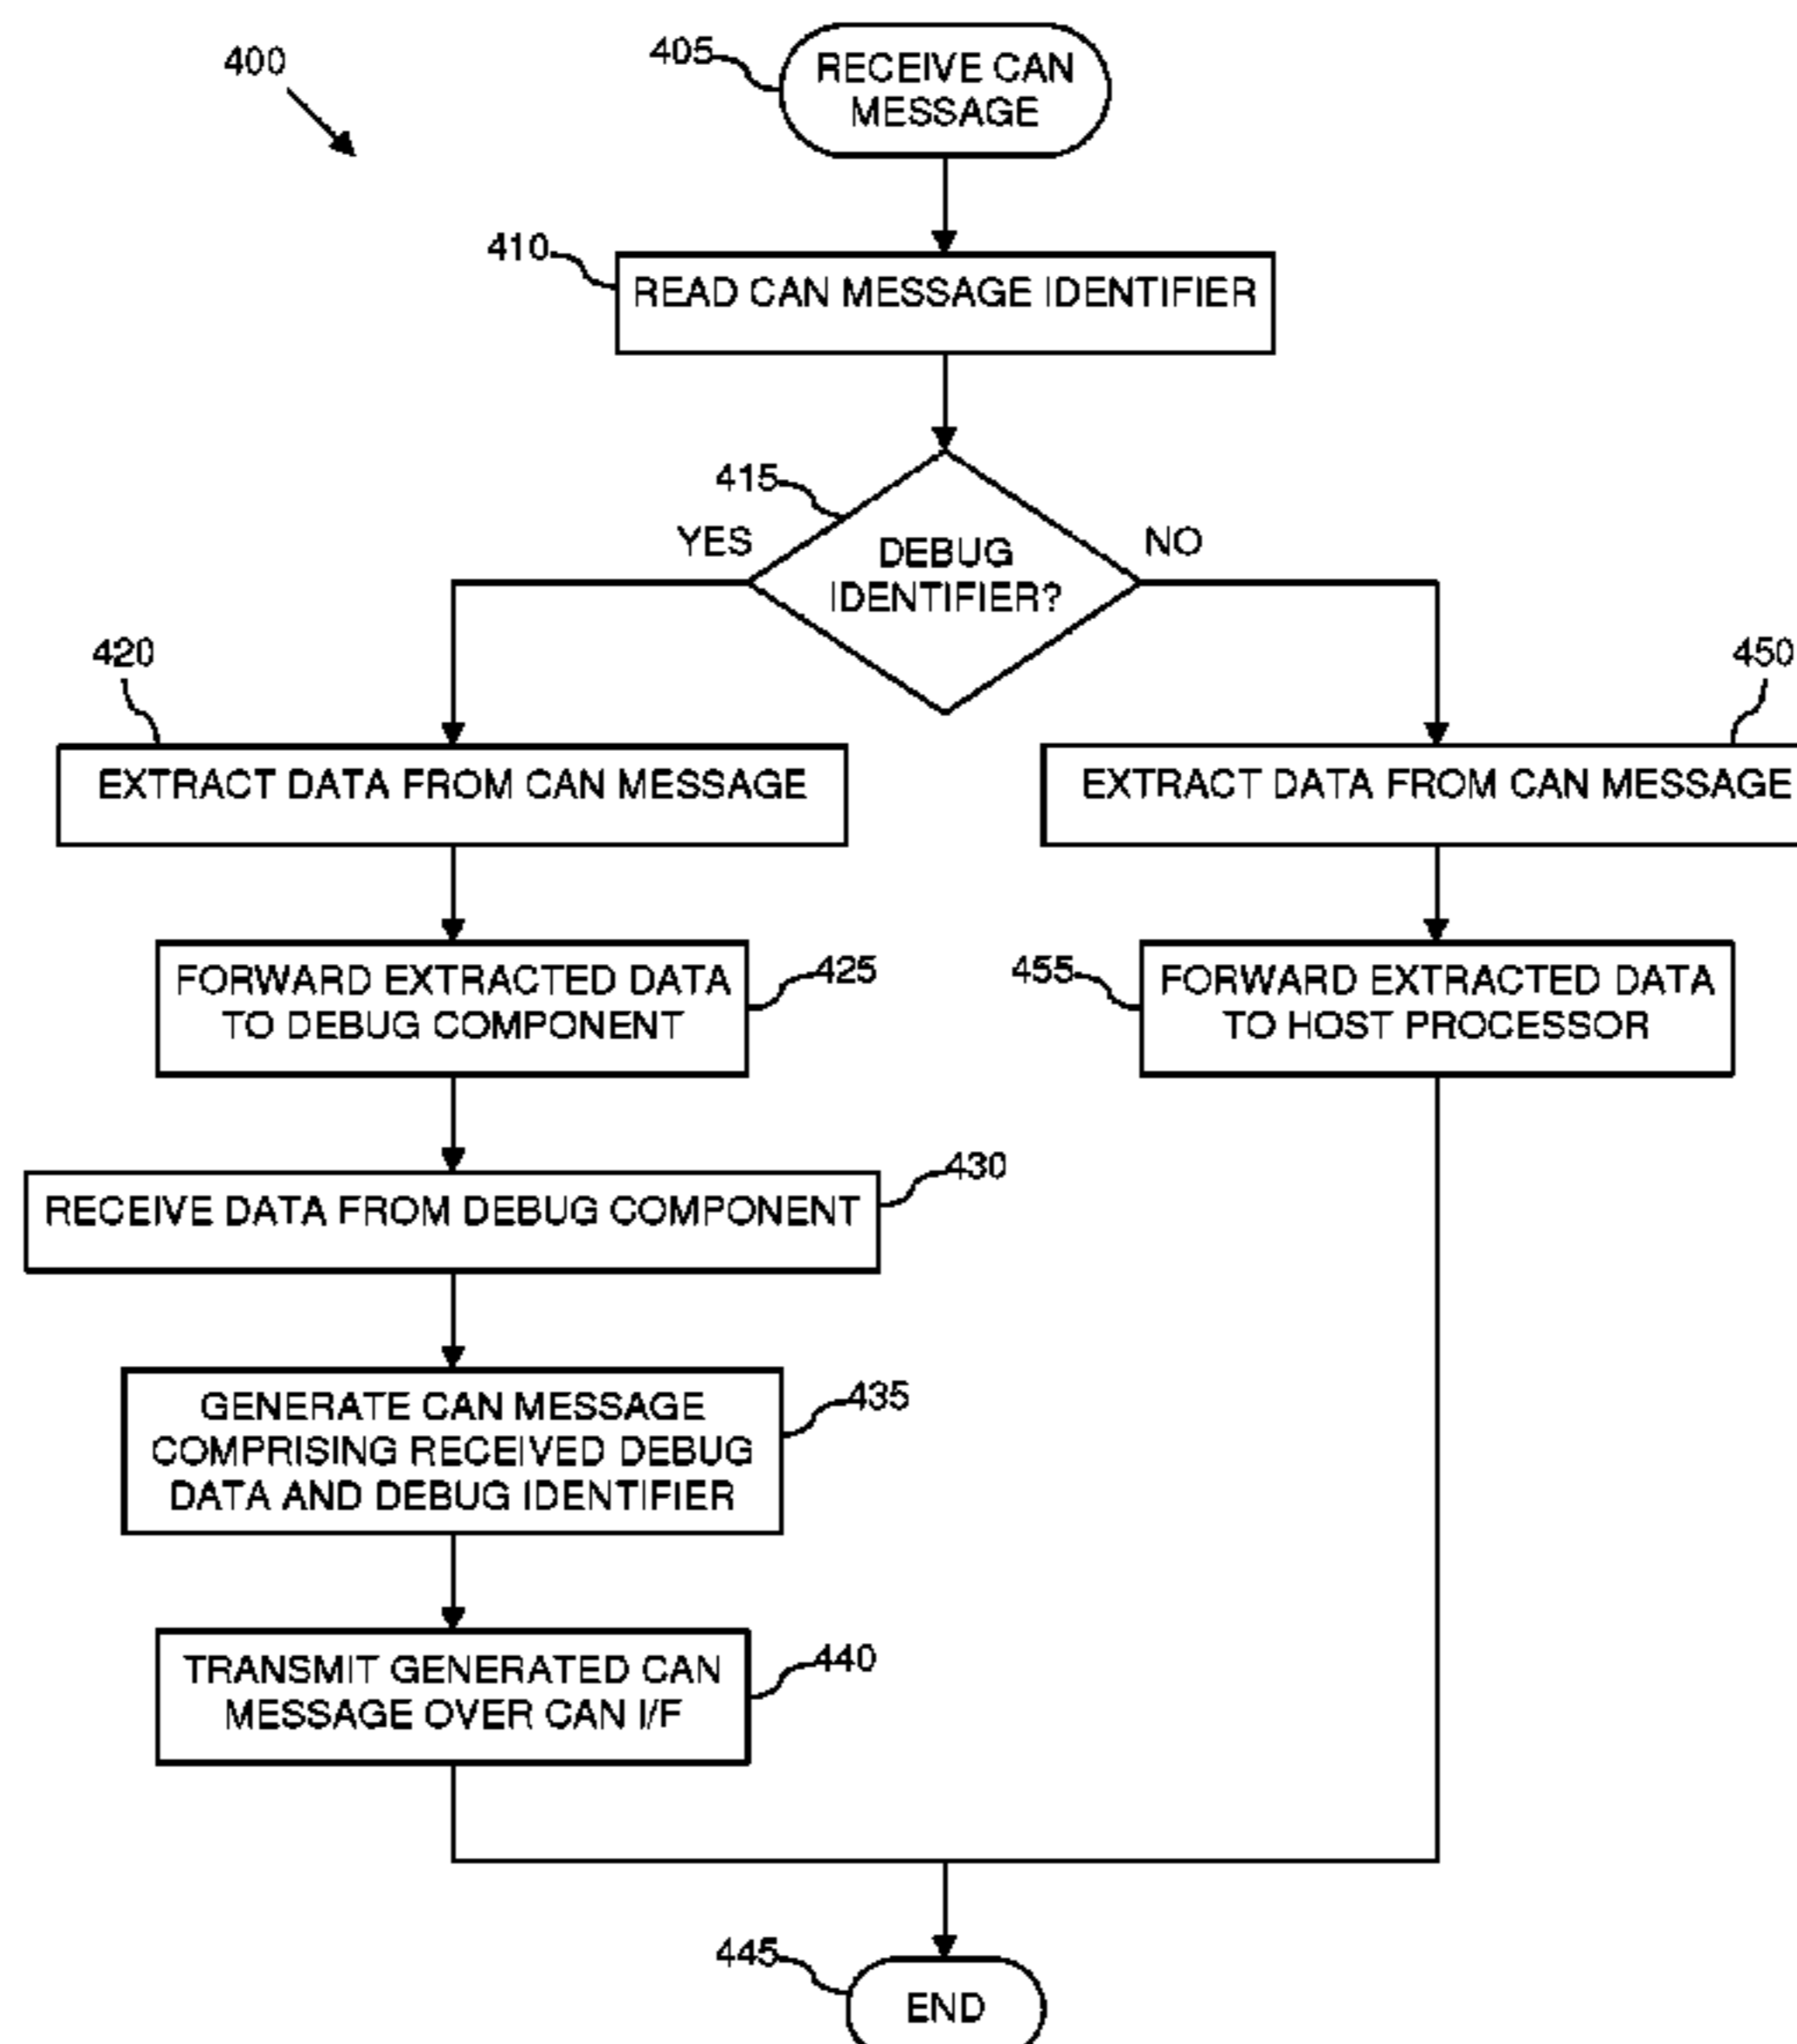 400
405
RECEIVE CAN
MESSAGE
410
READ CAN MESSAGE IDENTIFIER
415
YES
DEBUG
IDENTIFIER?
NO
420
EXTRACT DATA FROM CAN MESSAGE
450
EXTRACT DATA FROM CAN MESSAGE
FORWARD EXTRACTED DATA
TO DEBUG COMPONENT
425
455
FORWARD EXTRACTED DATA
TO HOST PROCESSOR
430
RECEIVE DATA FROM DEBUG COMPONENT
435
GENERATE CAN MESSAGE
COMPRISING RECEIVED DEBUG
DATA AND DEBUG IDENTIFIER
440
TRANSMIT GENERATED CAN
MESSAGE OVER CAN I/F
445
END